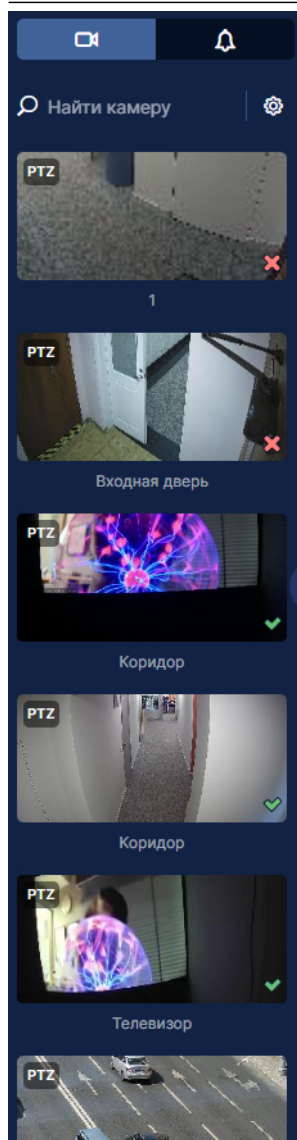 Найти камеру
PTZ
1
PTZ
Входная дверь
PTZ
Коридор
PTZ
Коридор
PTZ
Телевизор
PTZ